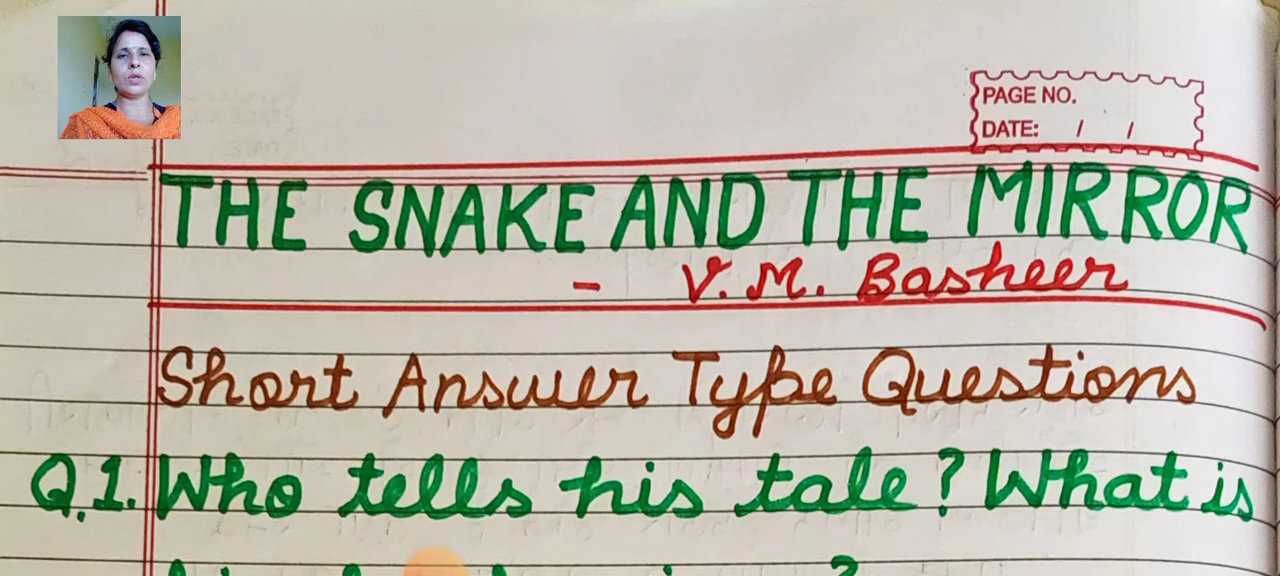 PAGE NO.
DATE: / /
THE SNAKE AND THE MIRROR
- V. M. Basheer
Short Answer Type Questions
Q.1. Who tells his tale? What is